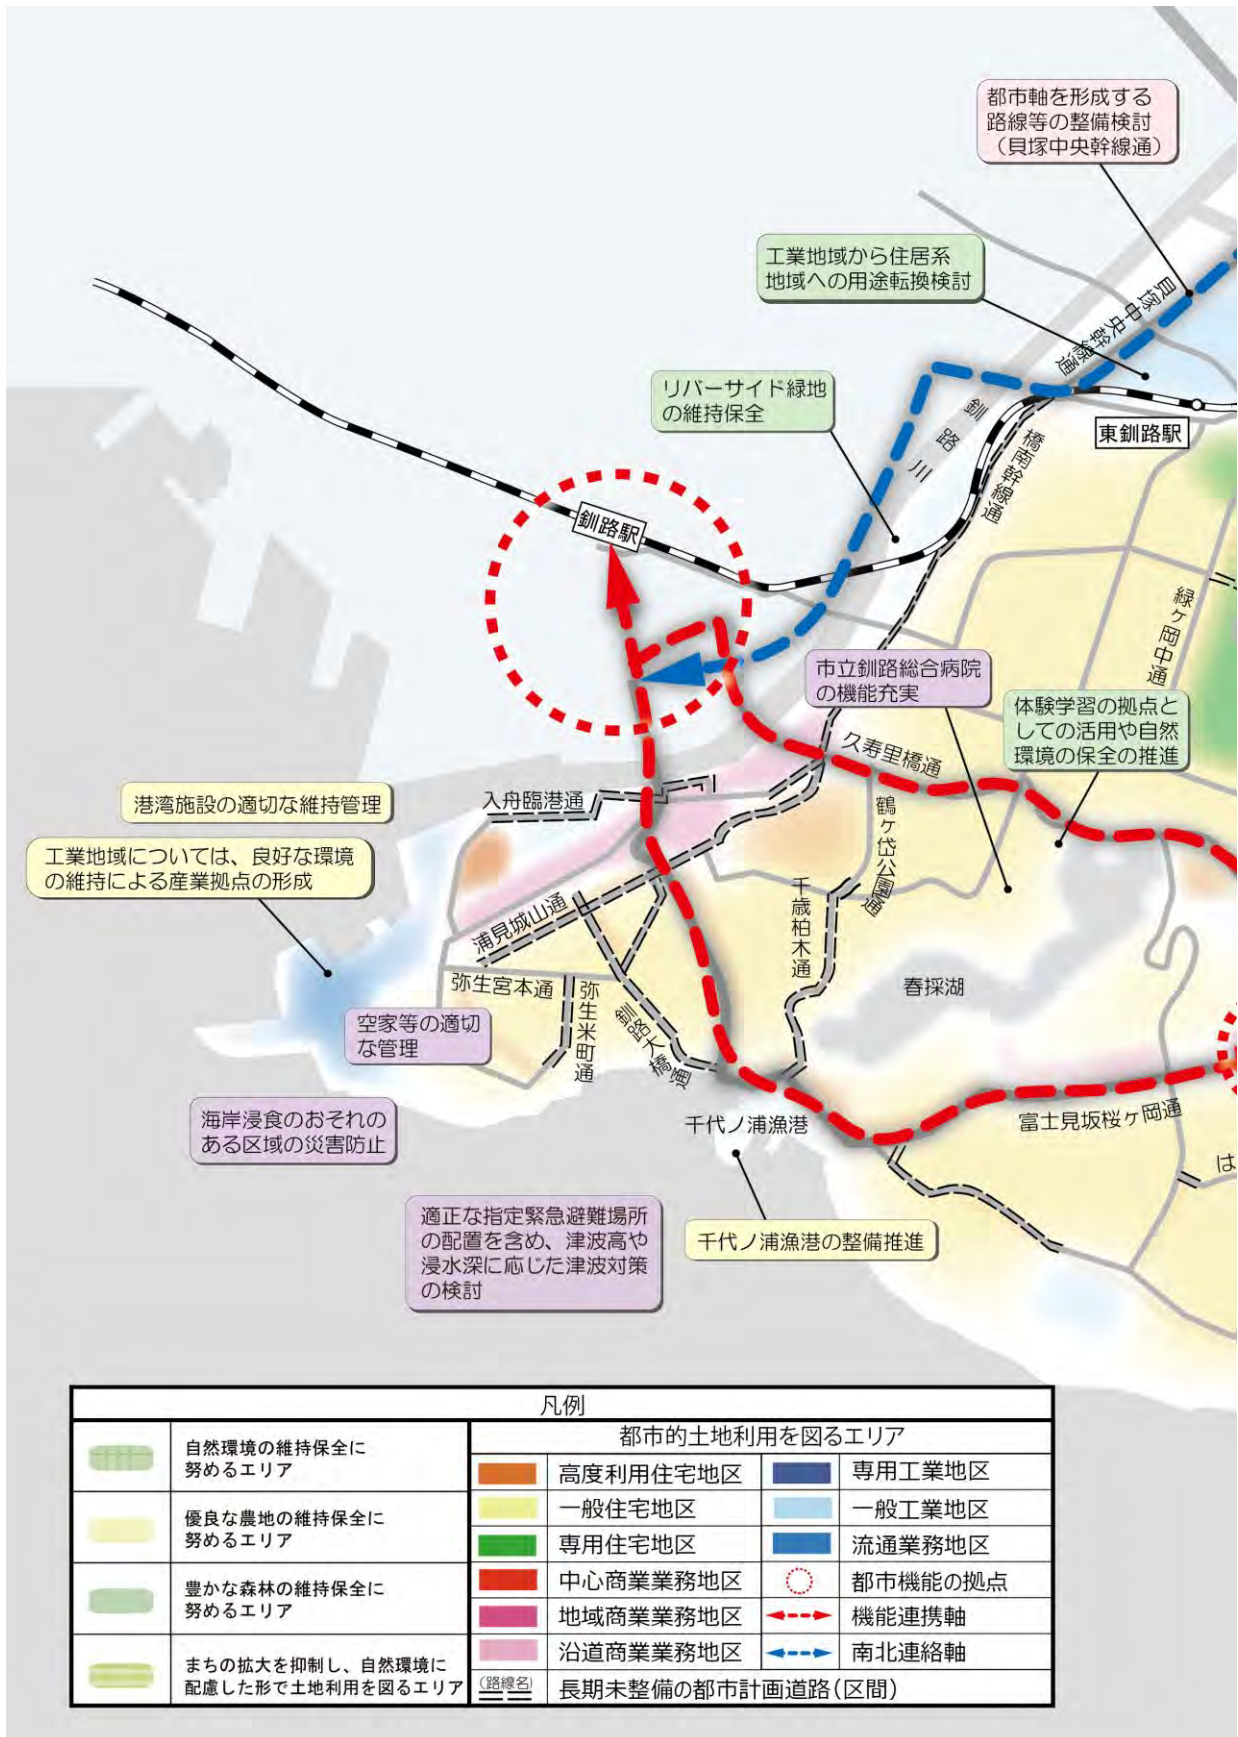 都市軸を形成する
路線等の整備検討
（貝塚中央幹線通）
工業地域から住居系
地域への用途転換検討
貝塚中央幹線通
リバーサイド緑地
の維持保全
釧路川
東釧路駅
橋南幹線通
釧路駅
緑ヶ岡中通
市立釧路総合病院
の機能充実
体験学習の拠点と
しての活用や自然
環境の保全の推進
久寿里橋通
港湾施設の適切な維持管理
入舟臨港通
鶴ヶ岱公園通
工業地域については、良好な環境
の維持による産業拠点の形成
千歳柏木通
浦見城山通
弥生宮本通
弥生米町通
春採湖
空家等の適切
な管理
釧路大橋通
海岸浸食のおそれの
ある区域の災害防止
千代ノ浦漁港
富士見坂桜ヶ岡通
は
適正な指定緊急避難場所
の配置を含め、津波高や
浸水深に応じた津波対策
の検討
千代ノ浦漁港の整備推進
凡例
自然環境の維持保全に
努めるエリア
優良な農地の維持保全に
努めるエリア
豊かな森林の維持保全に
努めるエリア
まちの拡大を抑制し、自然環境に
配慮した形で土地利用を図るエリア
都市的土地利用を図るエリア
高度利用住宅地区
専用工業地区
一般住宅地区
一般工業地区
専用住宅地区
流通業務地区
中心商業業務地区
都市機能の拠点
地域商業業務地区
機能連携軸
沿道商業業務地区
南北連絡軸
(路線名)
長期未整備の都市計画道路(区間)